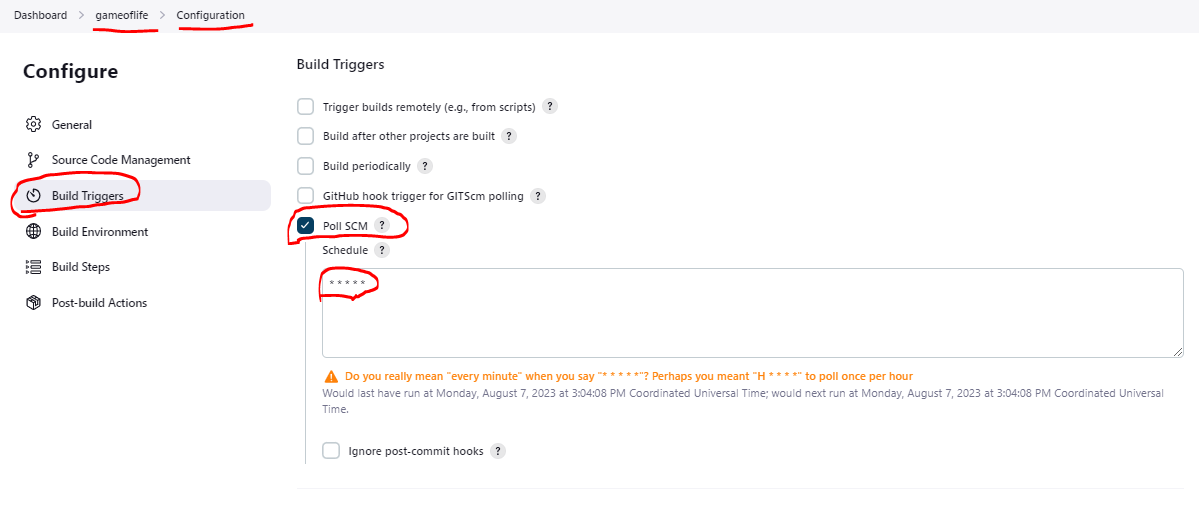 Dashboard > gameoflife > Configuration
Configure
General
Source Code Management
Build Triggers
Build Environment
Build Steps
Post-build Actions
Build Triggers
Trigger builds remotely (e.g., from scripts) ?
Build after other projects are built ?
Build periodically ?
GitHub hook trigger for GITScm polling ?
Poll SCM ?
Schedule ?
* * * * *
Do you really mean "every minute" when you say "* * * * *"? Perhaps you meant "H * * * *" to poll once per hour
Would last have run at Monday, August 7, 2023 at 3:04:08 PM Coordinated Universal Time; would next run at Monday, August 7, 2023 at 3:04:08 PM Coordinated Universal
Time.
Ignore post-commit hooks ?